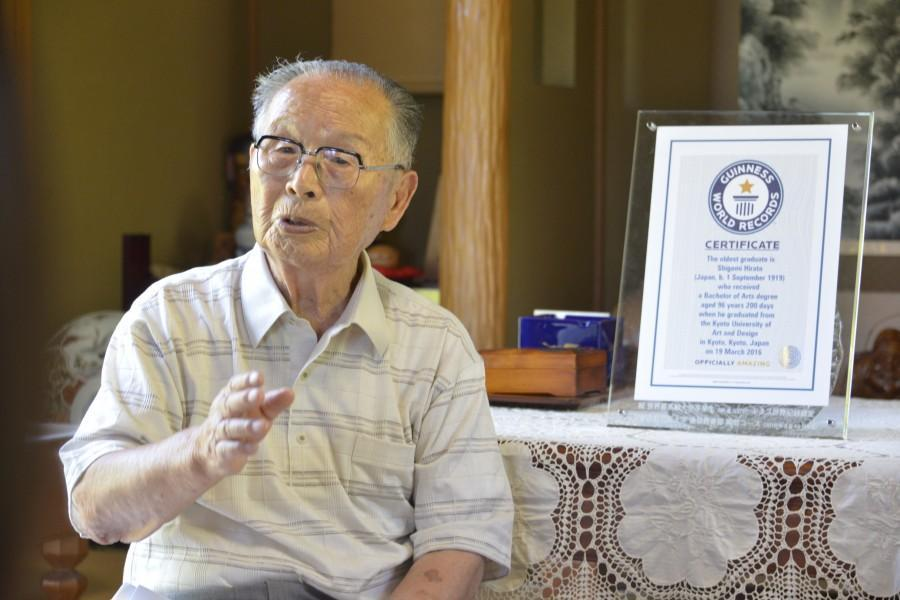 GUINNESS
WORLD RECORDS
CERTIFICATE
The oldest graduate is
Shigemi Hirata
(Japan, b. 1 September 1919)
who received
a Bachelor of Arts degree
aged 96 years 200 days
when he graduated from
the Kyoto University of
Art and Design
in Kyoto, Kyoto, Japan
on 19 March 2016
OFFICIALLY AMAZING